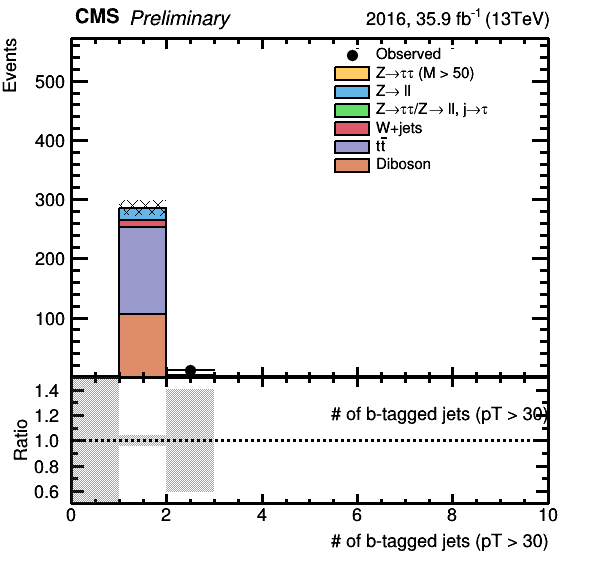 CMS Preliminary 2016, 35.9 fb⁻¹ (13TeV)
Events
500
400
300
200
100
Observed
Z→ττ (M > 50)
Z→ ll
Z→ττ/Z→ ll, j→τ
W+jets
tt̄
Diboson
Ratio
1.4
1.2
1.0
0.8
0.6
# of b-tagged jets (pT > 30)
0 2 4 6 8 10
# of b-tagged jets (pT > 30)